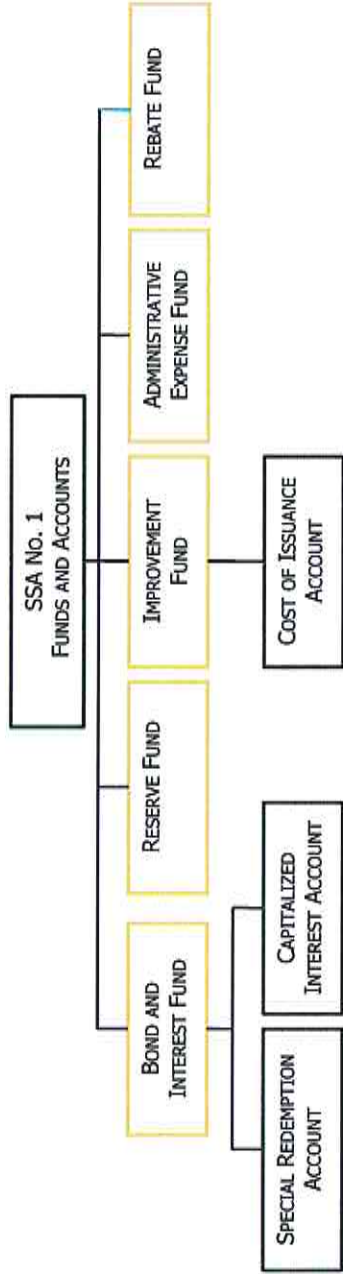 SSA No. 1
FUNDS AND ACCOUNTS
BOND AND
INTEREST FUND
RESERVE FUND
IMPROVEMENT
FUND
ADMINISTRATIVE
EXPENSE FUND
REBATE FUND
SPECIAL REDEMPTION
ACCOUNT
CAPITALIZED
INTEREST ACCOUNT
COST OF ISSUANCE
ACCOUNT